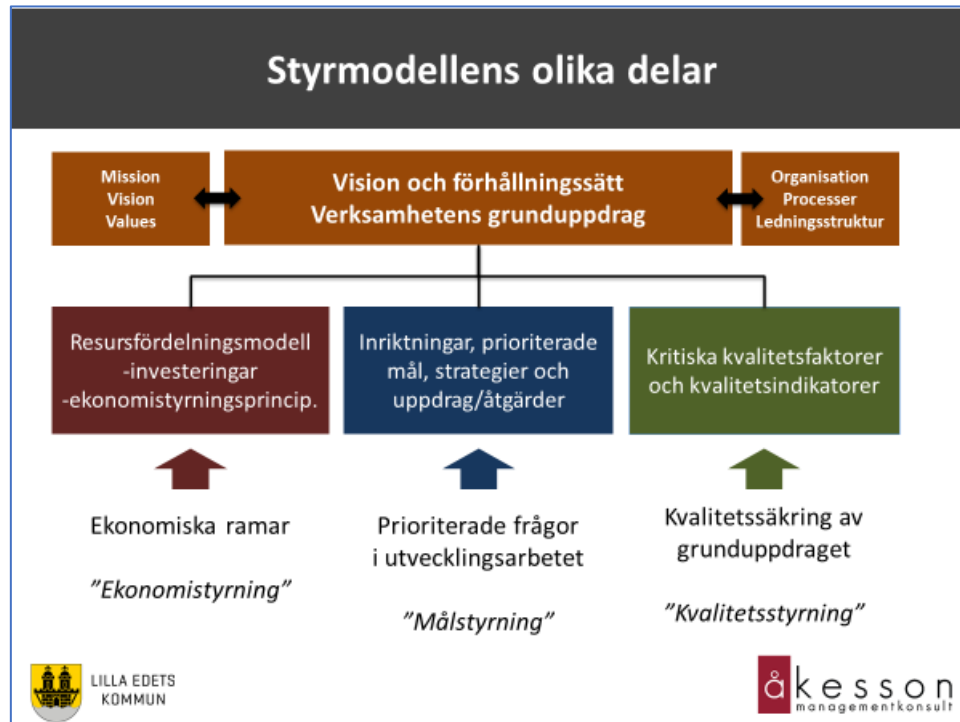 Styrmodellens olika delar
Mission
Vision
Values
Vision och förhållningssätt
Verksamhetens grunduppdrag
Organisation
Processer
Ledningsstruktur
Resursfördelningsmodell
-investeringar
-ekonomistyrningsprincip.
Inriktningar, prioriterade
mål, strategier och
uppdrag/åtgärder
Kritiska kvalitetsfaktorer
och kvalitetsindikatorer
Ekonomiska ramar
”Ekonomistyrning”
Prioriterade frågor
i utvecklingsarbetet
”Målstyrning”
Kvalitetssäkring av
grunduppdraget
”Kvalitetsstyrning”
LILLA EDETS
KOMMUN
åkesson
managementkonsult